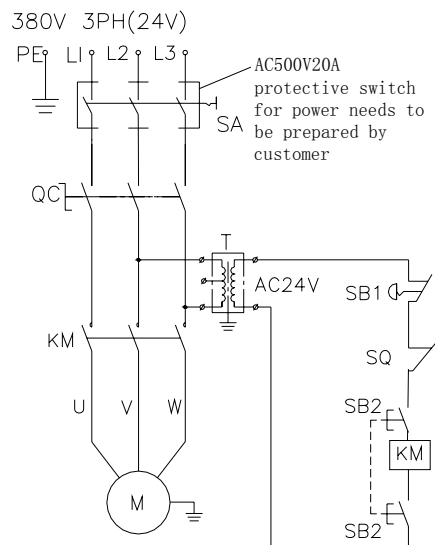 380V 3PH(24V)
PE L1 L2 L3
AC500V20A
protective switch
for power needs to
be prepared by
customer
SA
QC
T
AC24V
SB1
KM
SQ
U V W
SB2
KM
M
SB2